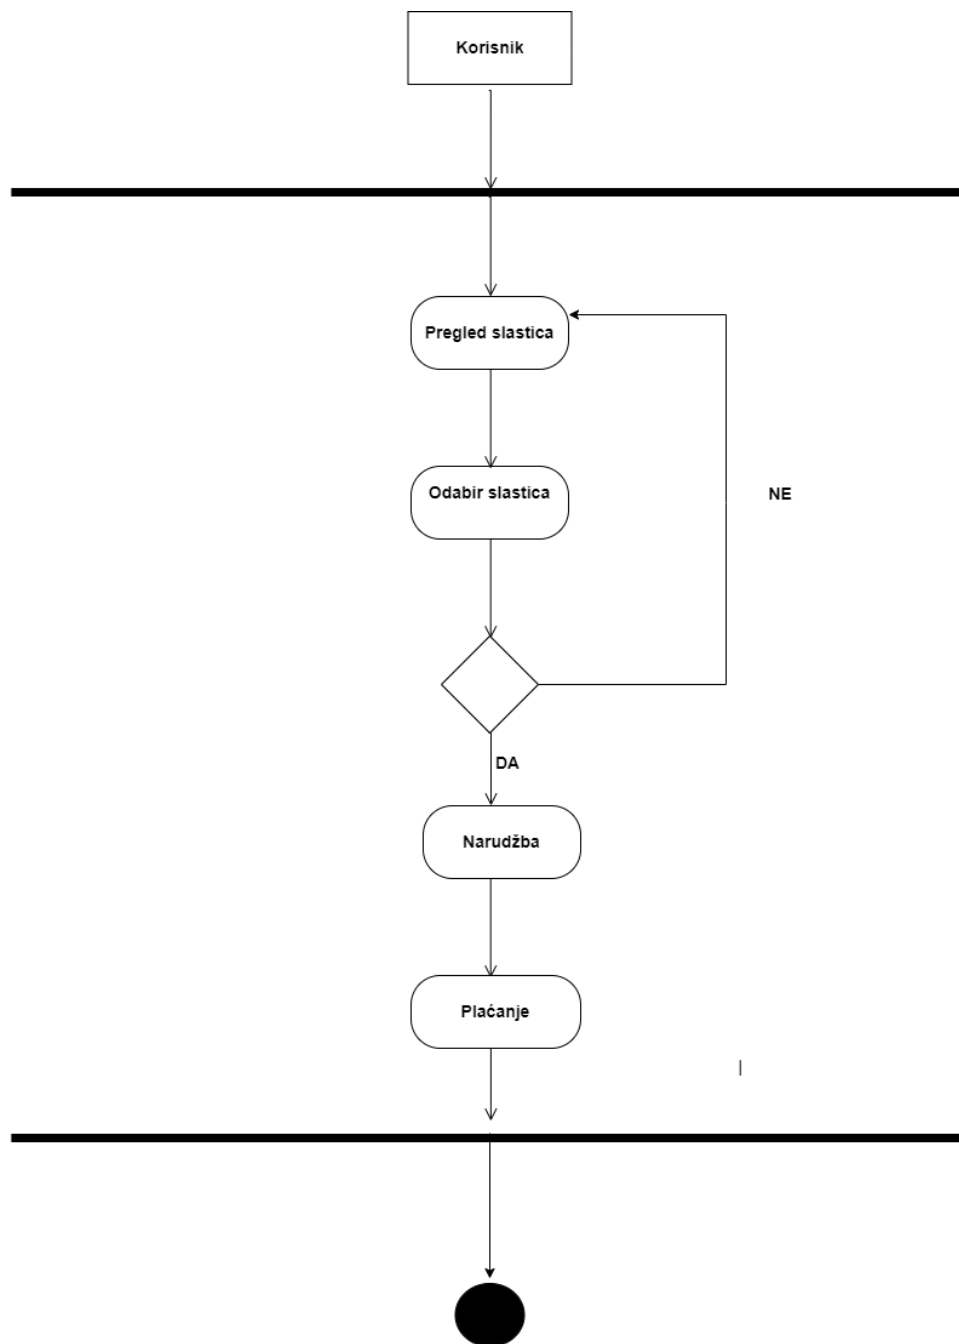 Korisnik
Pregled slastica
Odabir slastica
NE
DA
Narudžba
Plaćanje